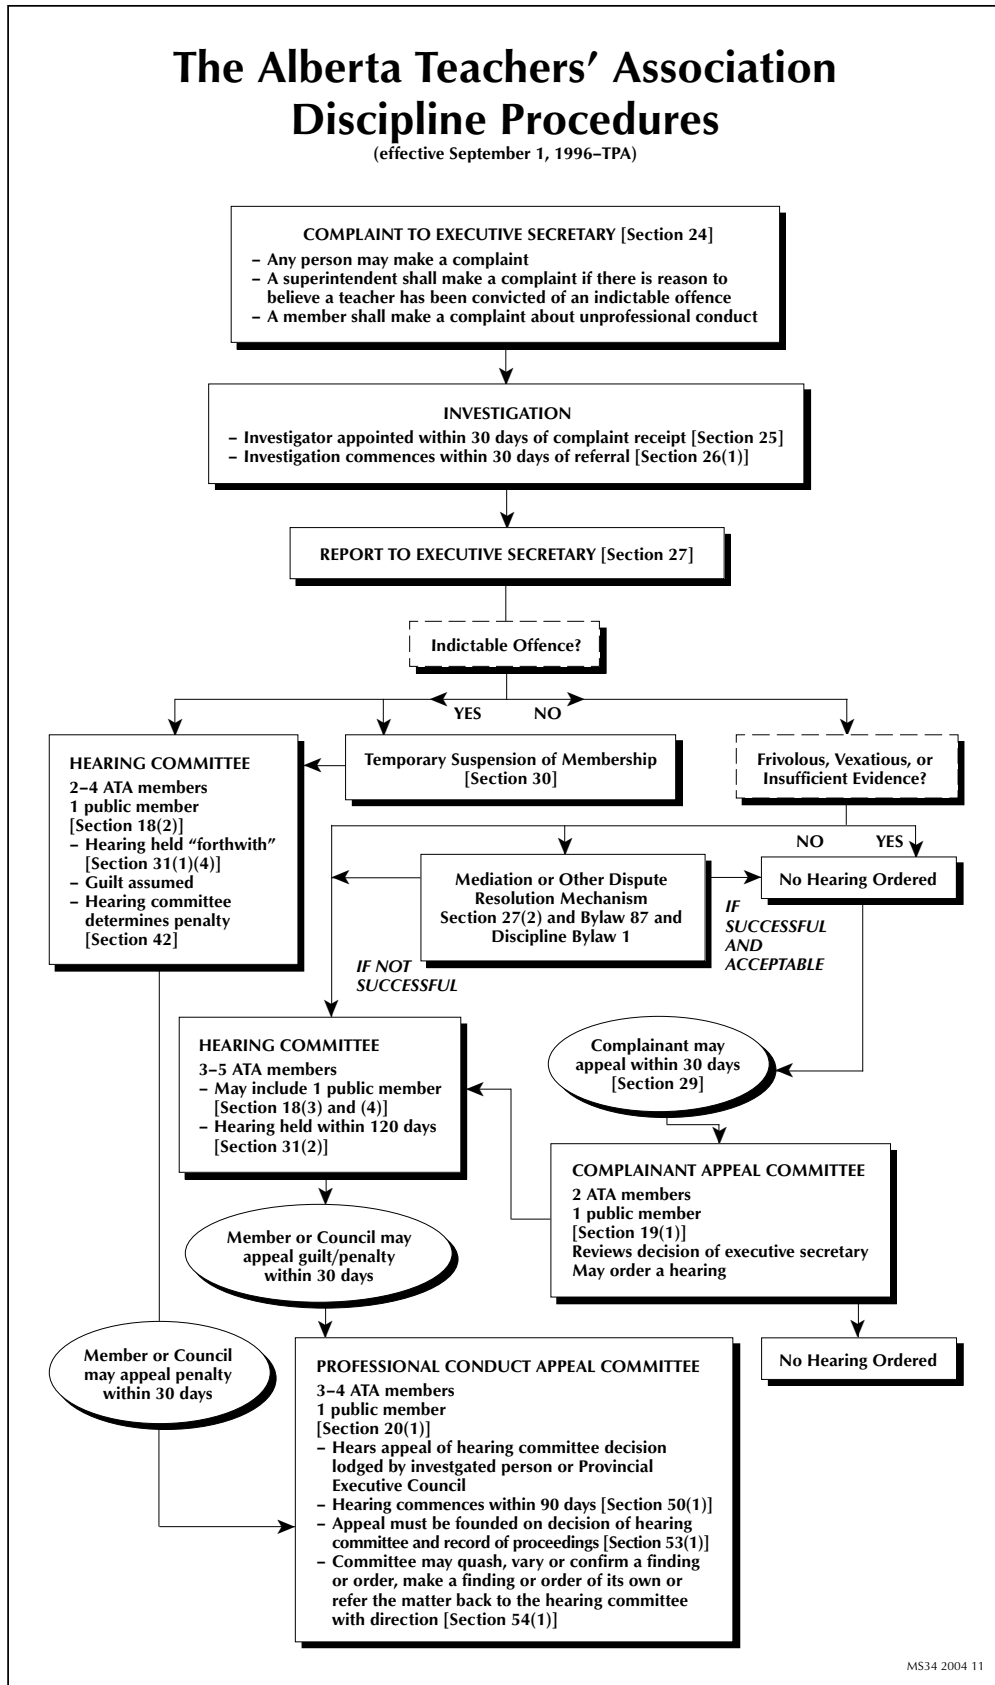 The Alberta Teachers' Association
Discipline Procedures
(effective September 1, 1996–TPA)
COMPLAINT TO EXECUTIVE SECRETARY [Section 24]
– Any person may make a complaint
– A superintendent shall make a complaint if there is reason to
believe a teacher has been convicted of an indictable offence
– A member shall make a complaint about unprofessional conduct
INVESTIGATION
– Investigator appointed within 30 days of complaint receipt [Section 25]
– Investigation commences within 30 days of referral [Section 26(1)]
REPORT TO EXECUTIVE SECRETARY [Section 27]
Indictable Offence?
YES
NO
HEARING COMMITTEE
2–4 ATA members
1 public member
[Section 18(2)]
– Hearing held “forthwith”
[Section 31(1)(4)]
– Guilt assumed
– Hearing committee
determines penalty
[Section 42]
Temporary Suspension of Membership
[Section 30]
Frivolous, Vexatious, or
Insufficient Evidence?
NO
YES
Mediation or Other Dispute
Resolution Mechanism
Section 27(2) and Bylaw 87 and
Discipline Bylaw 1
No Hearing Ordered
IF
SUCCESSFUL
AND
ACCEPTABLE
IF NOT
SUCCESSFUL
HEARING COMMITTEE
3–5 ATA members
– May include 1 public member
[Section 18(3) and (4)]
– Hearing held within 120 days
[Section 31(2)]
Complainant may
appeal within 30 days
[Section 29]
COMPLAINANT APPEAL COMMITTEE
2 ATA members
1 public member
[Section 19(1)]
Reviews decision of executive secretary
May order a hearing
Member or Council may
appeal guilt/penalty
within 30 days
No Hearing Ordered
Member or Council
may appeal penalty
within 30 days
PROFESSIONAL CONDUCT APPEAL COMMITTEE
3–4 ATA members
1 public member
[Section 20(1)]
– Hears appeal of hearing committee decision
lodged by investgated person or Provincial
Executive Council
– Hearing commences within 90 days [Section 50(1)]
– Appeal must be founded on decision of hearing
committee and record of proceedings [Section 53(1)]
– Committee may quash, vary or confirm a finding
or order, make a finding or order of its own or
refer the matter back to the hearing committee
with direction [Section 54(1)]
MS34 2004 11